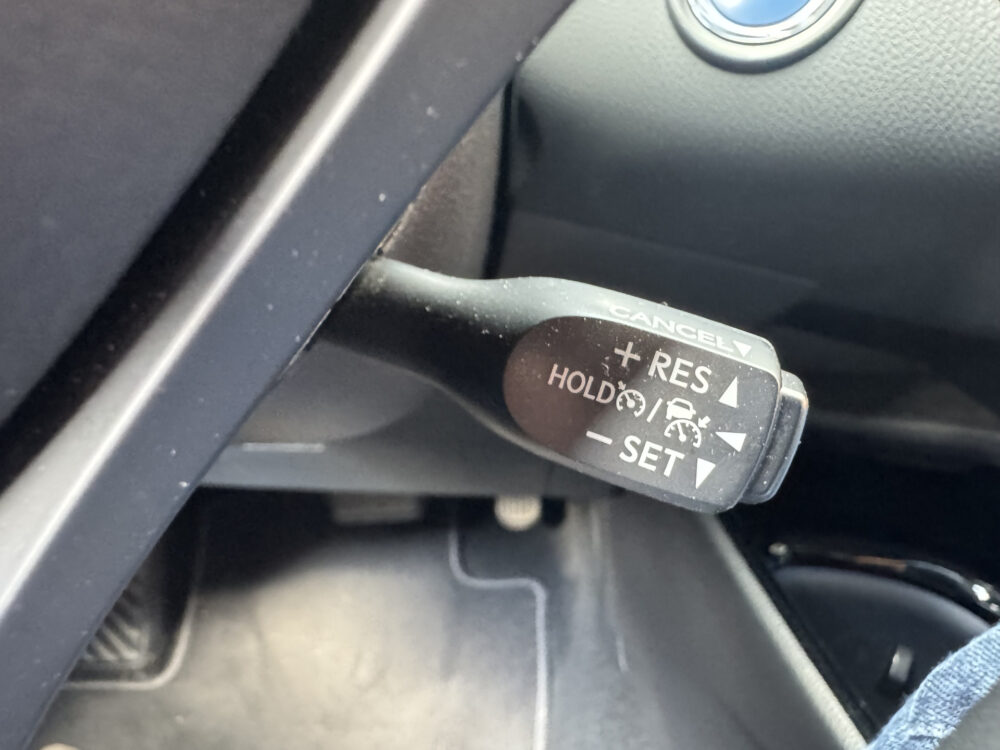 CANCEL▼
+ RES ▲
HOLD / ◀
- SET ▼